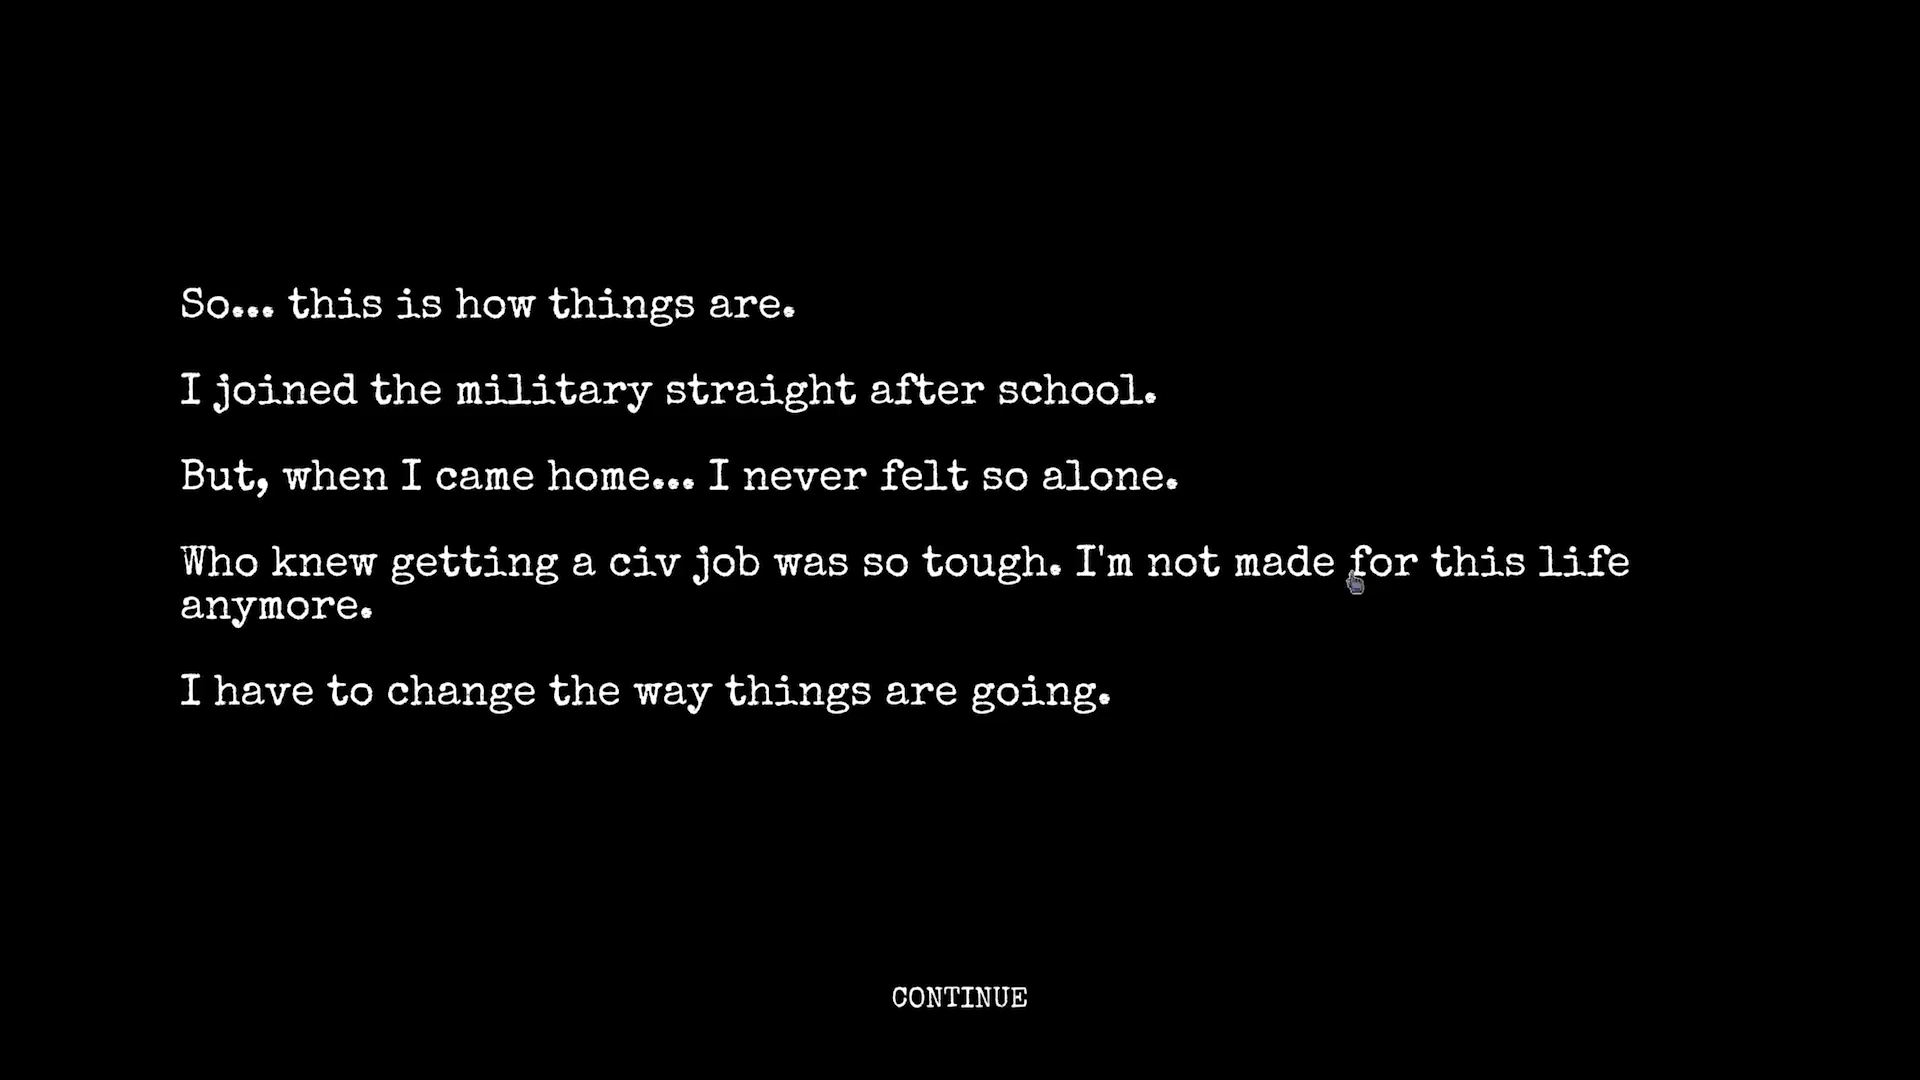 So... this is how things are.
I joined the military straight after school.
But, when I came home... I never felt so alone.
Who knew getting a civ job was so tough. I'm not made for this life
anymore.
I have to change the way things are going.
CONTINUE